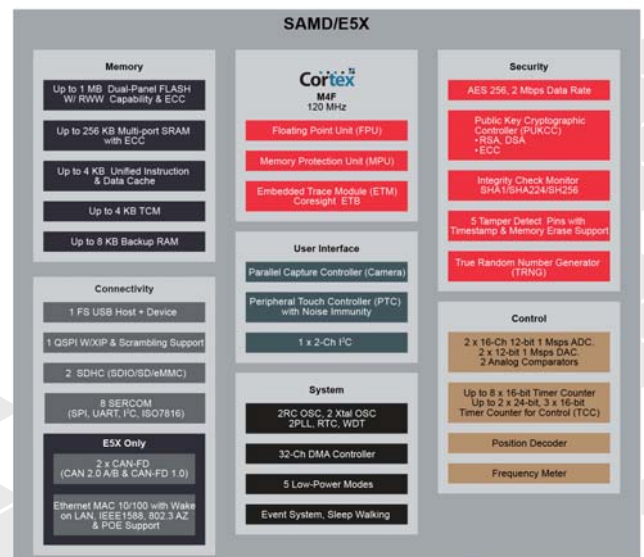 SAMD/E5X
Memory
Up to 1 MB Dual-Panel FLASH
W/ RWW Capability & ECC
Up to 256 KB Multi-port SRAM
with ECC
Up to 4 KB Unified Instruction
& Data Cache
Up to 4 KB TCM
Up to 8 KB Backup RAM
Connectivity
1 FS USB Host + Device
1 QSPI W/XIP & Scrambling Support
2 SDHC (SDIO/SD/eMMC)
8 SERCOM
(SPI, UART, I²C, ISO7816)
E5X Only
2 x CAN-FD
(CAN 2.0 A/B & CAN-FD 1.0)
Ethernet MAC 10/100 with Wake
on LAN, IEEE1588, 802.3 AZ
& POE Support
Cortex
M4F
120 MHz
Floating Point Unit (FPU)
Memory Protection Unit (MPU)
Embedded Trace Module (ETM)
Coresight ETB
User Interface
Parallel Capture Controller (Camera)
Peripheral Touch Controller (PTC)
with Noise Immunity
1 x 2-Ch I²C
System
2RC OSC, 2 Xtal OSC
2PLL, RTC, WDT
32-Ch DMA Controller
5 Low-Power Modes
Event System, Sleep Walking
Security
AES 256, 2 Mbps Data Rate
Public Key Cryptographic
Controller (PUKCC)
• RSA, DSA
• ECC
Integrity Check Monitor
SHA1/SHA224/SH256
5 Tamper Detect Pins with
Timestamp & Memory Erase Support
True Random Number Generator
(TRNG)
Control
2 x 16-Ch 12-bit 1 Msps ADC.
2 x 12-bit 1 Msps DAC.
2 Analog Comparators
Up to 8 x 16-bit Timer Counter
Up to 2 x 24-bit, 3 x 16-bit
Timer Counter for Control (TCC)
Position Decoder
Frequency Meter